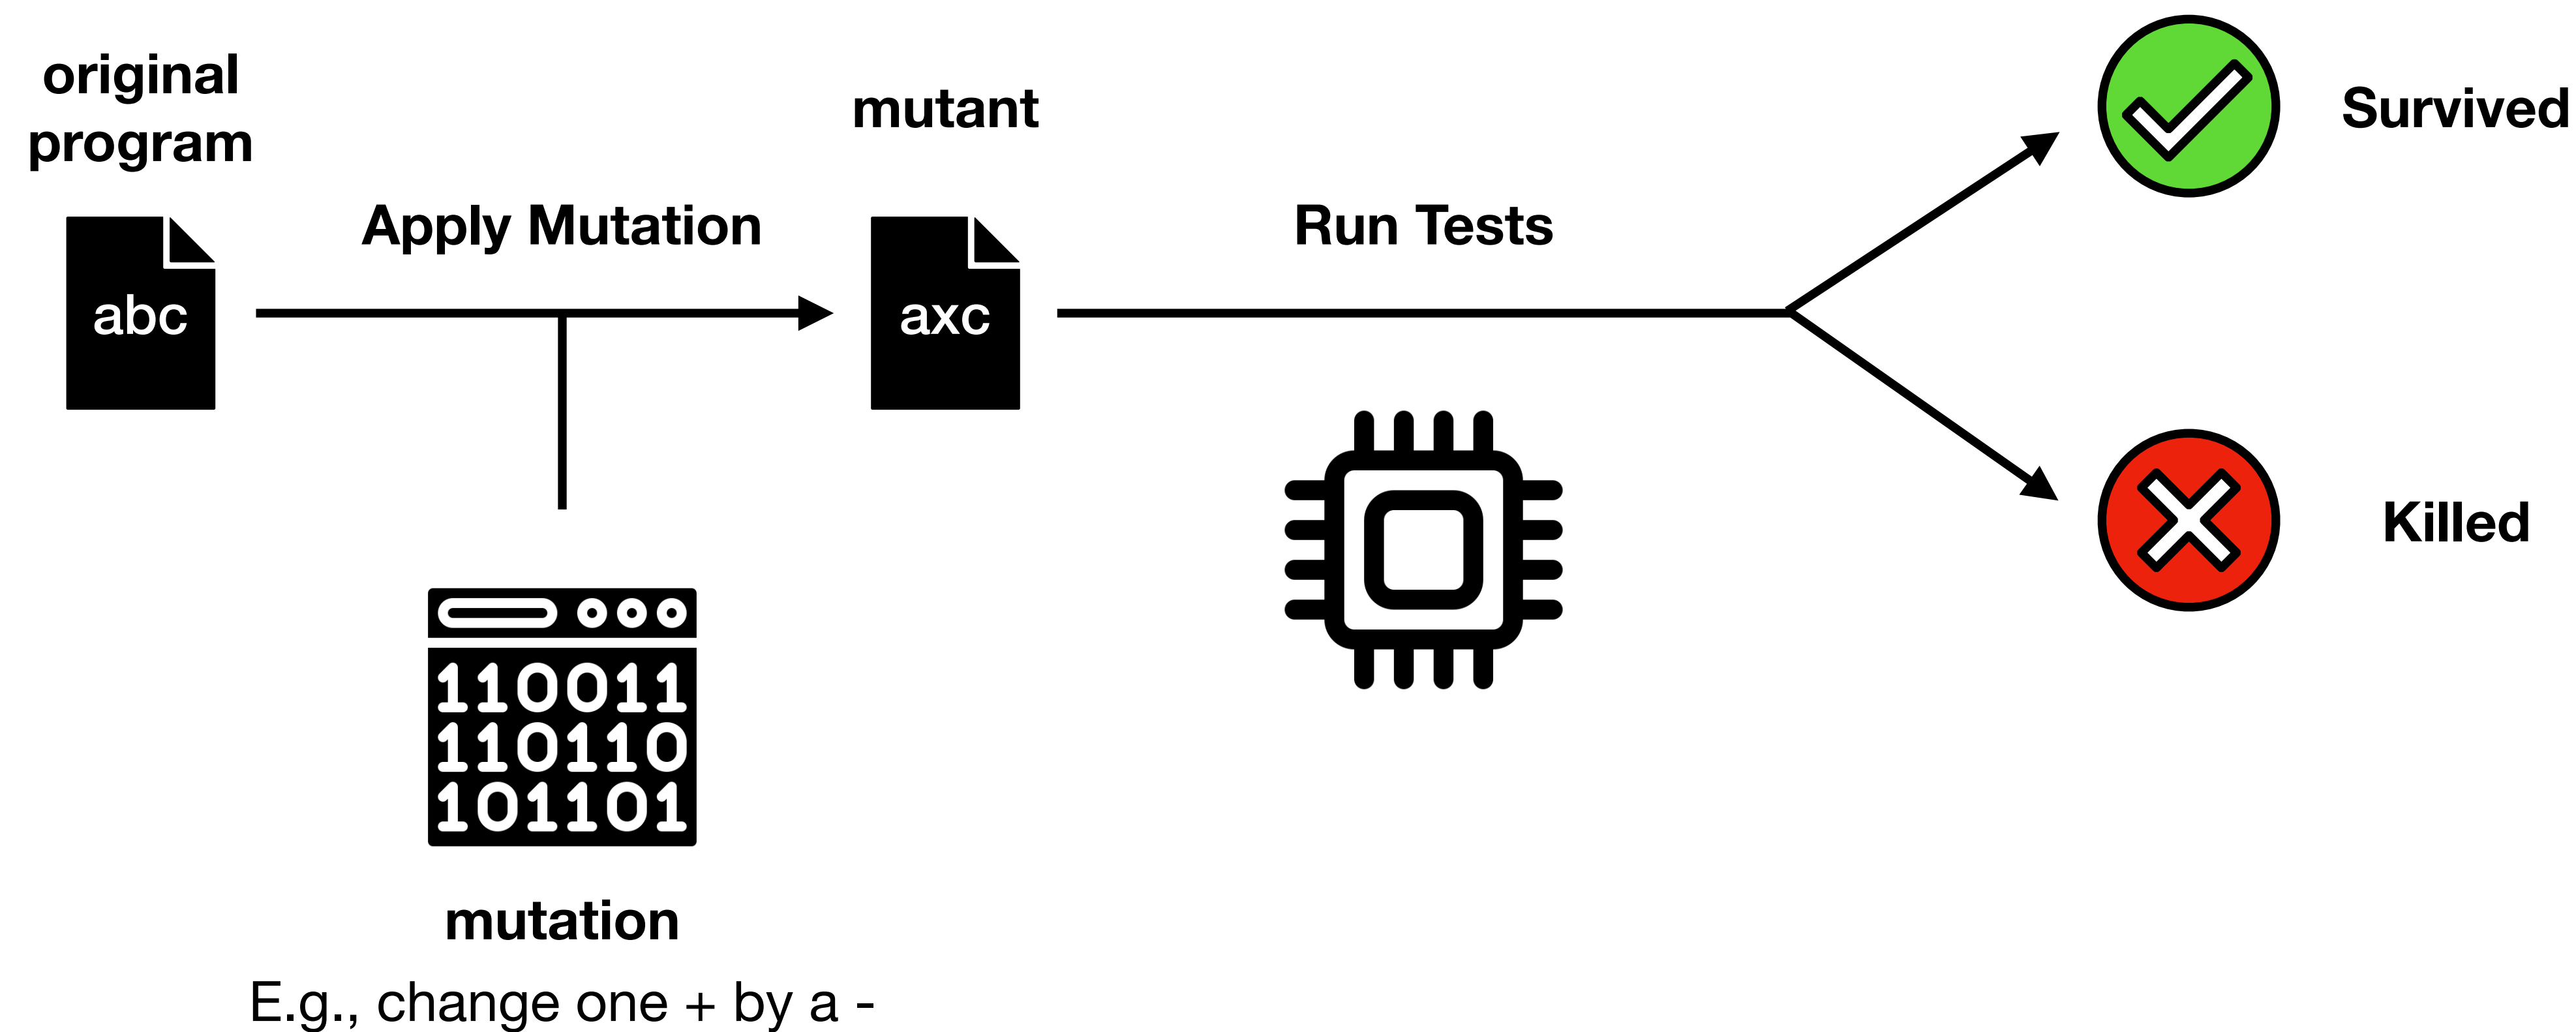 original
program
abc
Apply Mutation
mutant
axc
Run Tests
Survived
Killed
110011
110110
101101
mutation
E.g., change one + by a -